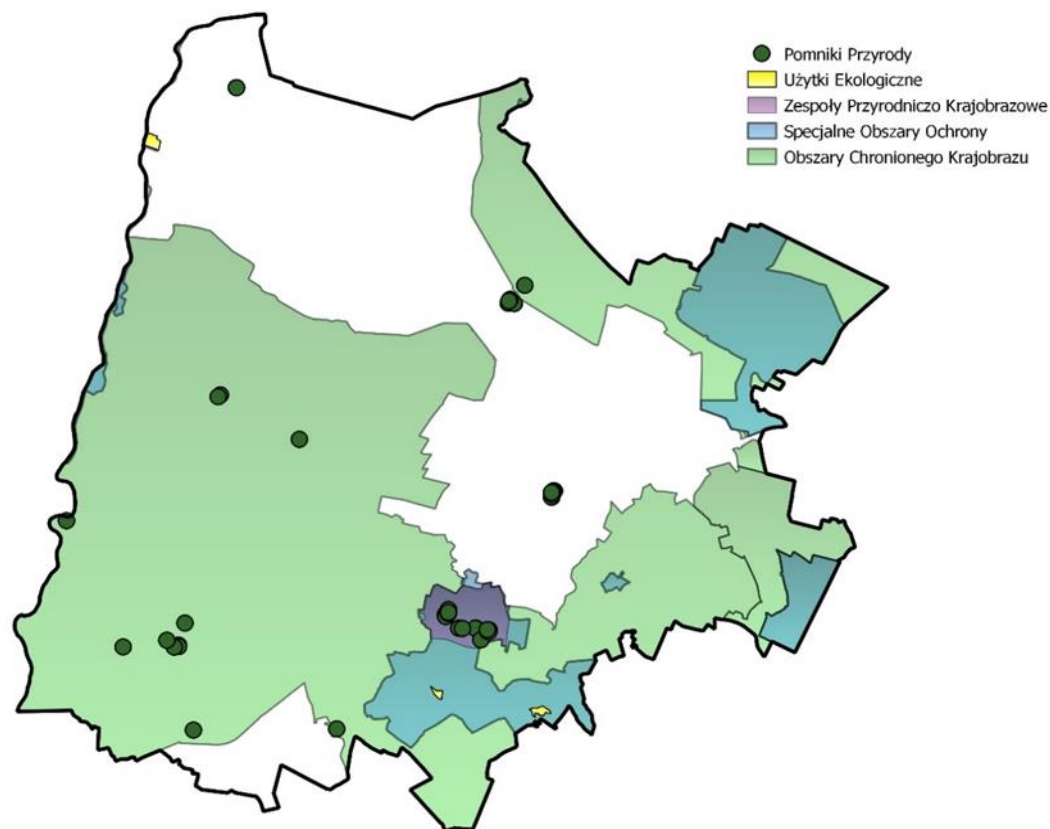 Pomniki Przyrody
Użytki Ekologiczne
Zespoły Przyrodniczo Krajobrazowe
Specjalne Obszary Ochrony
Obszary Chronionego Krajobrazu